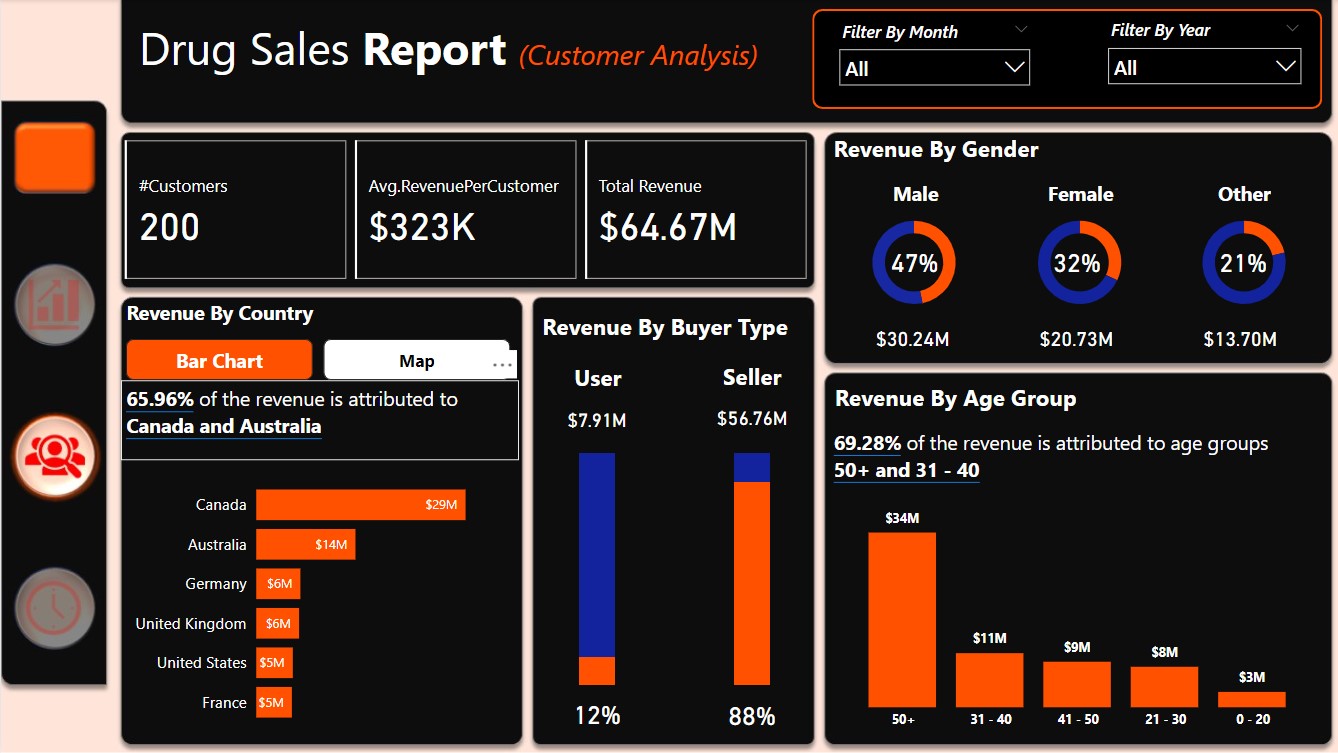 Drug Sales Report (Customer Analysis)
Filter By Month
All
Filter By Year
All
#Customers
200
Avg.RevenuePerCustomer
$323K
Total Revenue
$64.67M
Revenue By Gender
Male
47%
$30.24M
Female
32%
$20.73M
Other
21%
$13.70M
Revenue By Country
Bar Chart
Map
...
65.96% of the revenue is attributed to
Canada and Australia
Canada $29M
Australia $14M
Germany $6M
United Kingdom $6M
United States $5M
France $5M
Revenue By Buyer Type
User
$7.91M
12%
Seller
$56.76M
88%
Revenue By Age Group
69.28% of the revenue is attributed to age groups
50+ and 31 - 40
$34M
$11M
$9M
$8M
$3M
50+
31 - 40
41 - 50
21 - 30
0 - 20